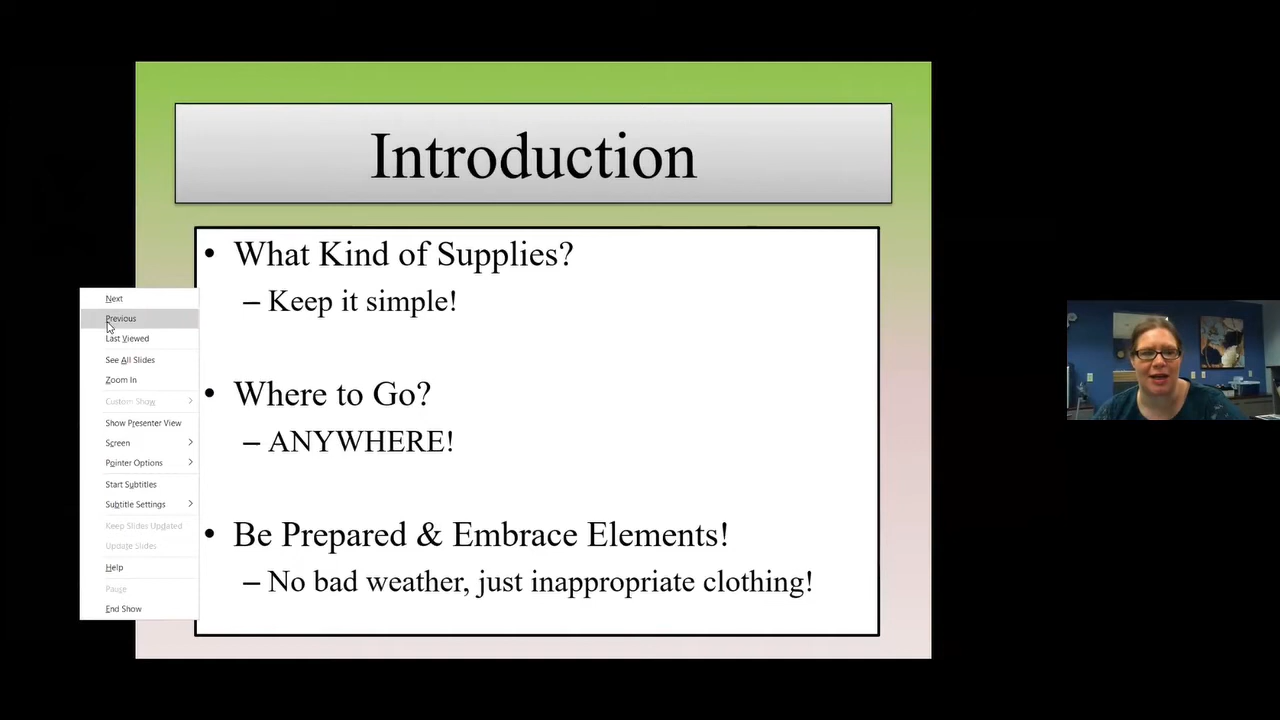 Introduction
• What Kind of Supplies?
– Keep it simple!
• Where to Go?
– ANYWHERE!
• Be Prepared & Embrace Elements!
– No bad weather, just inappropriate clothing!
Next
Previous
Last Viewed
See All Slides
Zoom In
Custom Show
Show Presenter View
Screen
Pointer Options
Start Subtitles
Subtitle Settings
Keep Slides Updated
Update Slides
Help
Pause
End Show